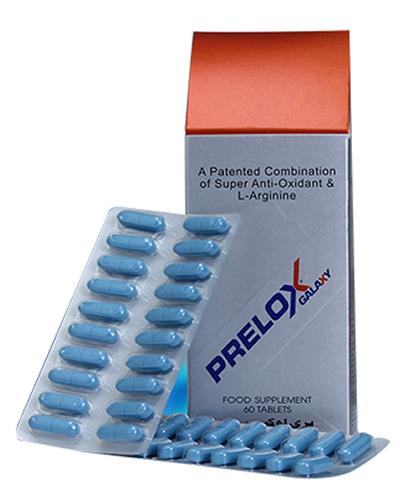 A Patented Combination
of Super Anti-Oxidant &
L-Arginine
PRELOX
GALAXY
FOOD SUPPLEMENT
60 TABLETS